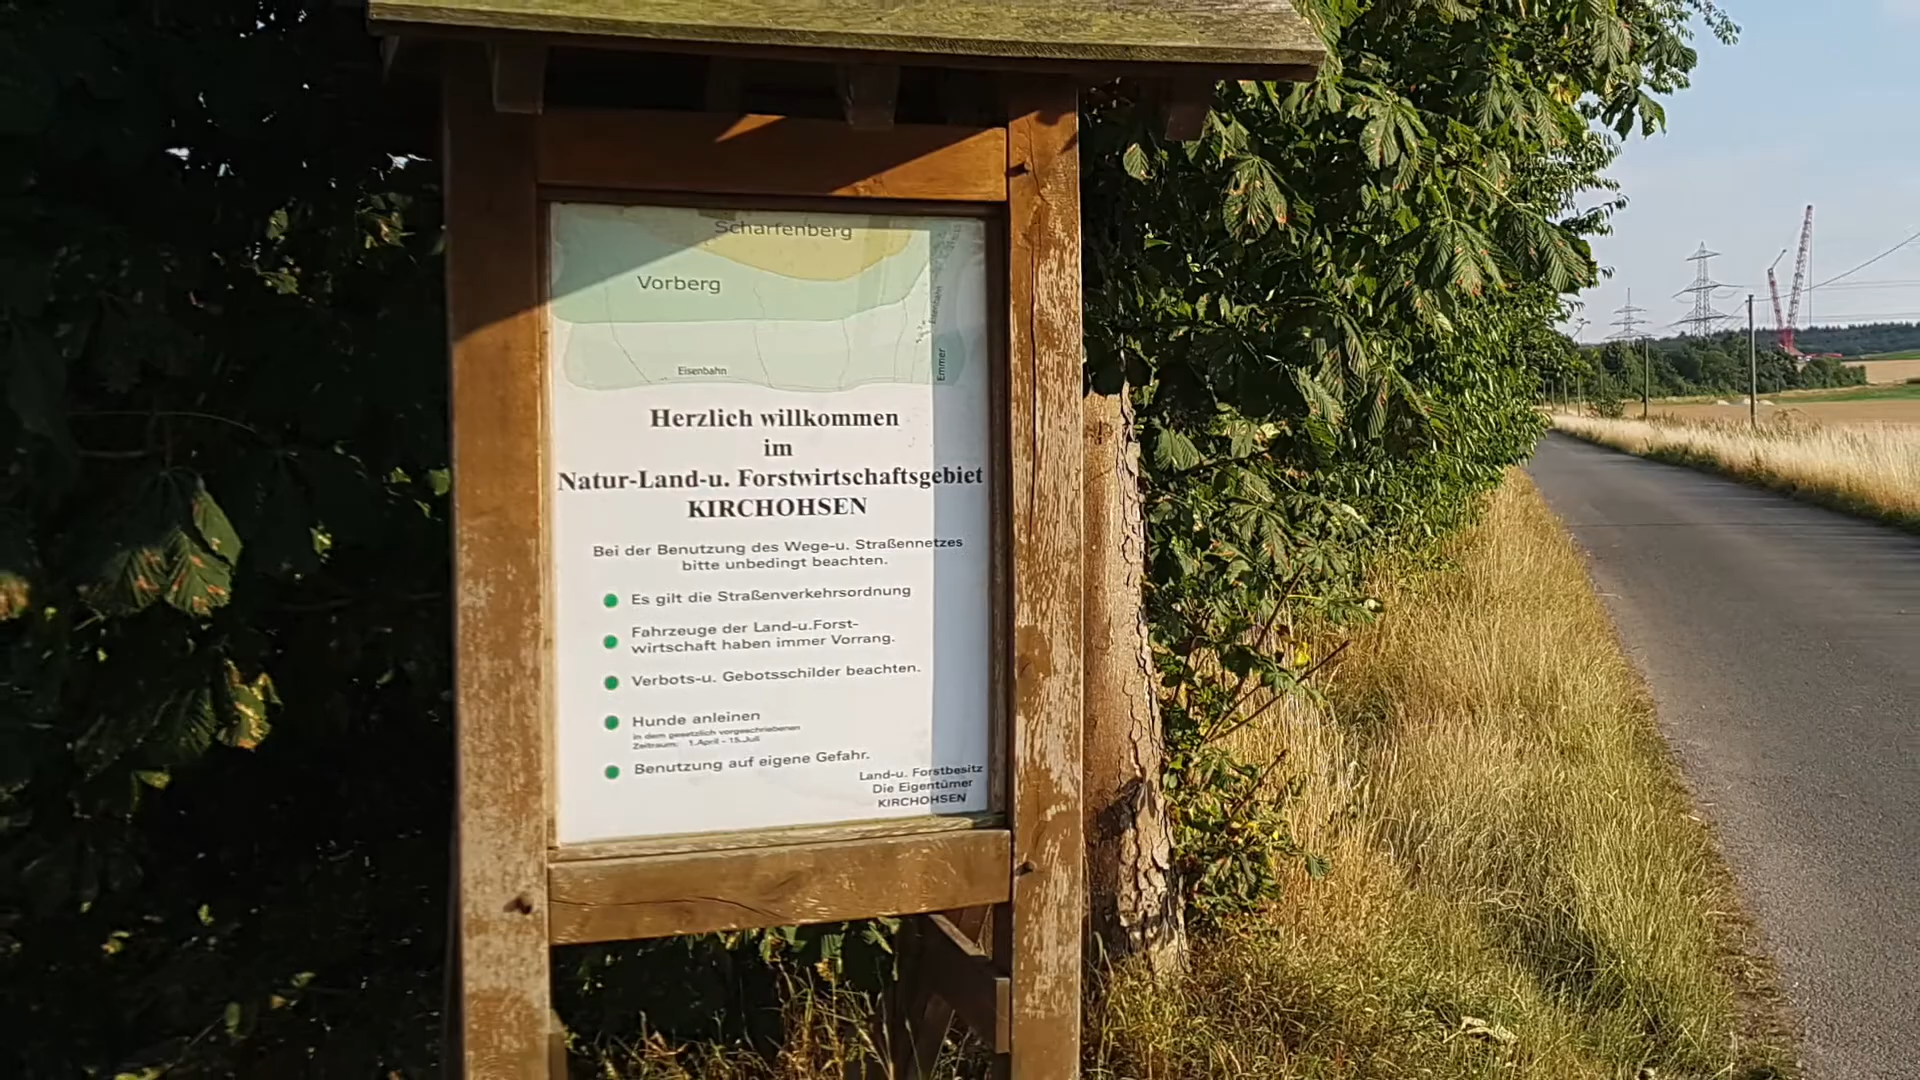 Scharfenberg
Vorberg
Eisenbahn
Eisenbahn
Emmer
Herzlich willkommen
im
Natur-Land-u. Forstwirtschaftsgebiet
KIRCHOHSEN
Bei der Benutzung des Wege-u. Straßennetzes
bitte unbedingt beachten.
Es gilt die Straßenverkehrsordnung
Fahrzeuge der Land-u.Forst-
wirtschaft haben immer Vorrang.
Verbots-u. Gebotsschilder beachten.
Hunde anleinen
in dem gesetzlich vorgeschriebenen
Zeitraum: 1.April - 15.Juli
Benutzung auf eigene Gefahr.
Land-u. Forstbesitz
Die Eigentümer
KIRCHOHSEN